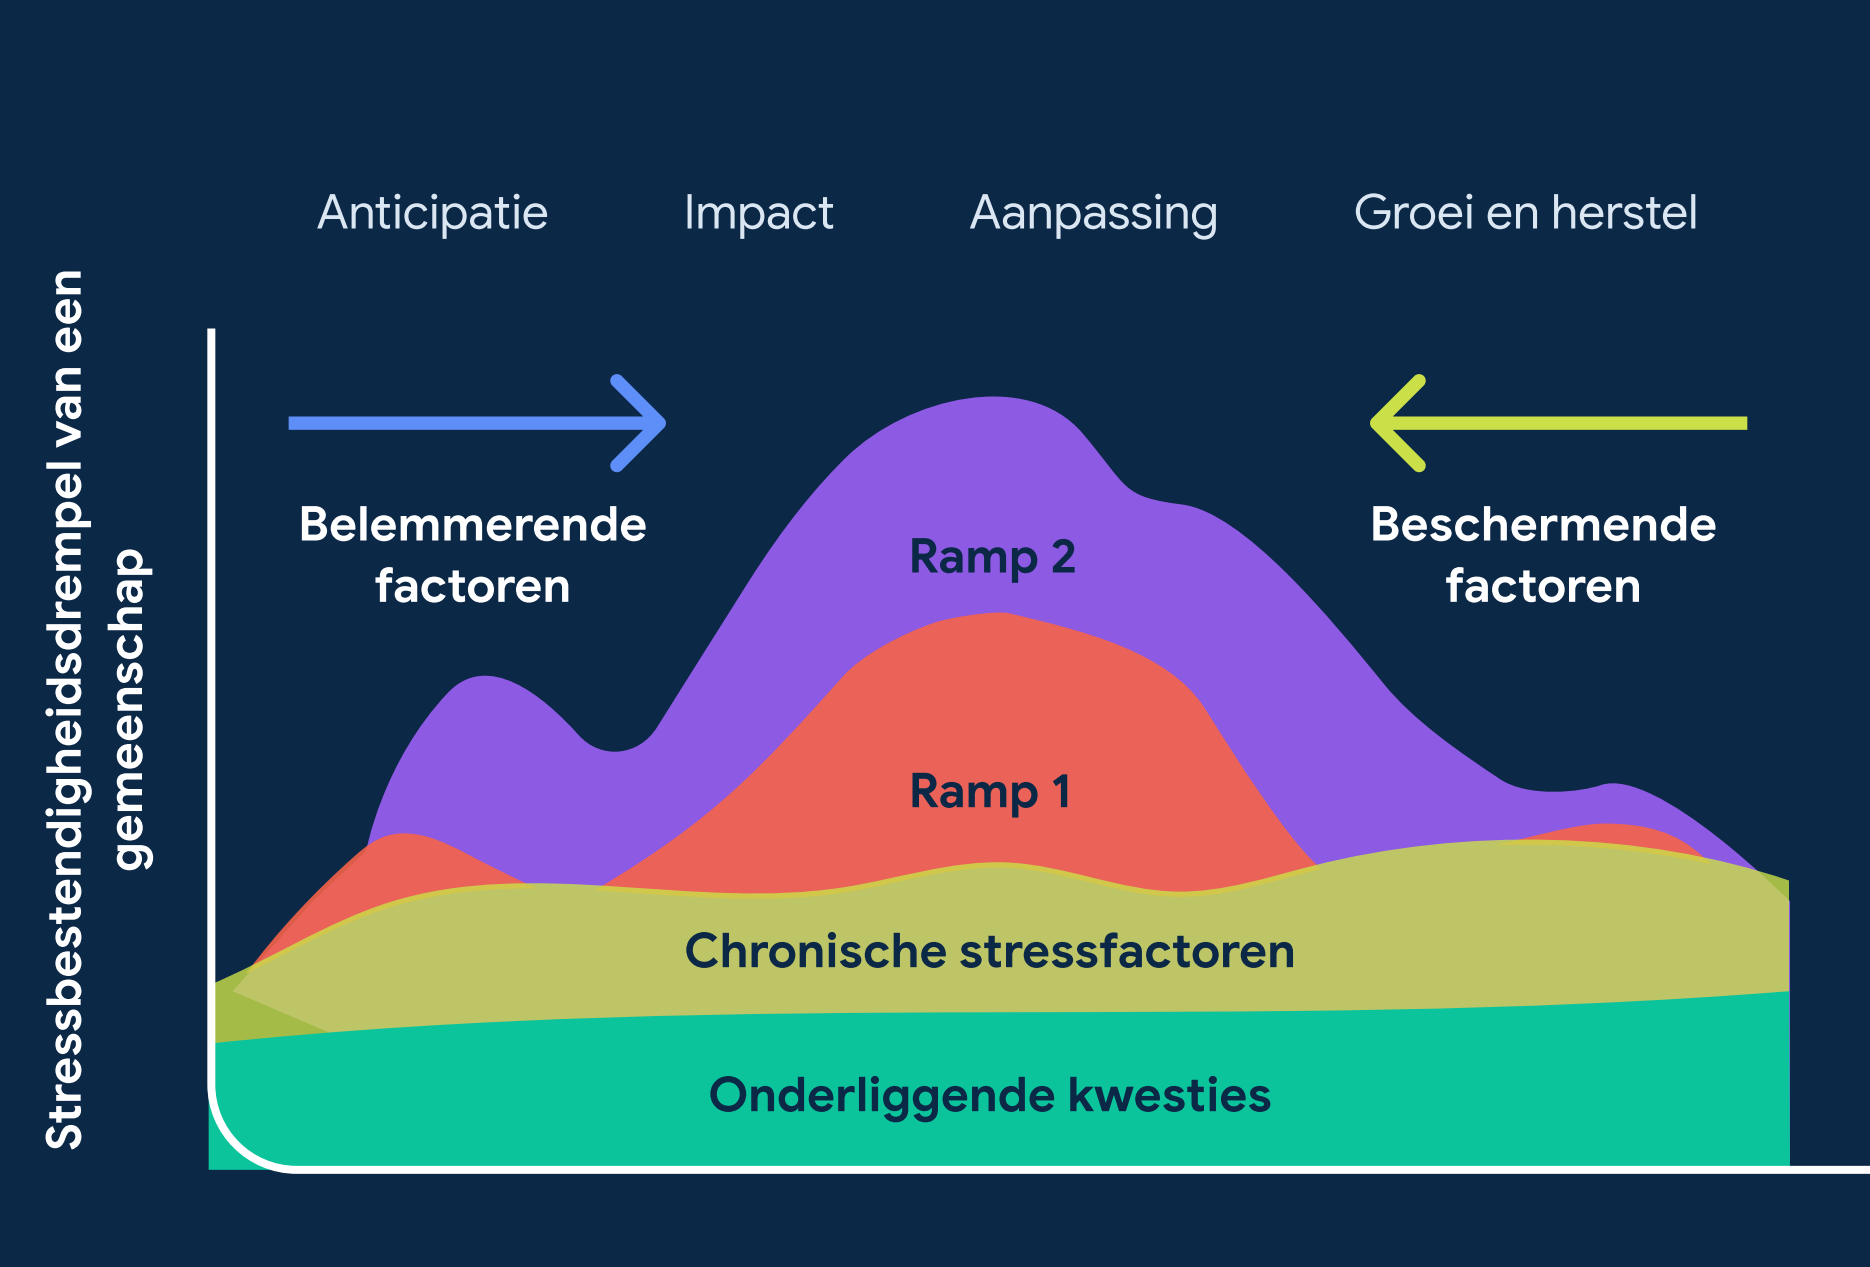 Anticipatie
Impact
Aanpassing
Groei en herstel
Stressbestendigheidsdrempel van een
gemeenschap
Belemmerende
factoren
Beschermende
factoren
Ramp 2
Ramp 1
Chronische stressfactoren
Onderliggende kwesties